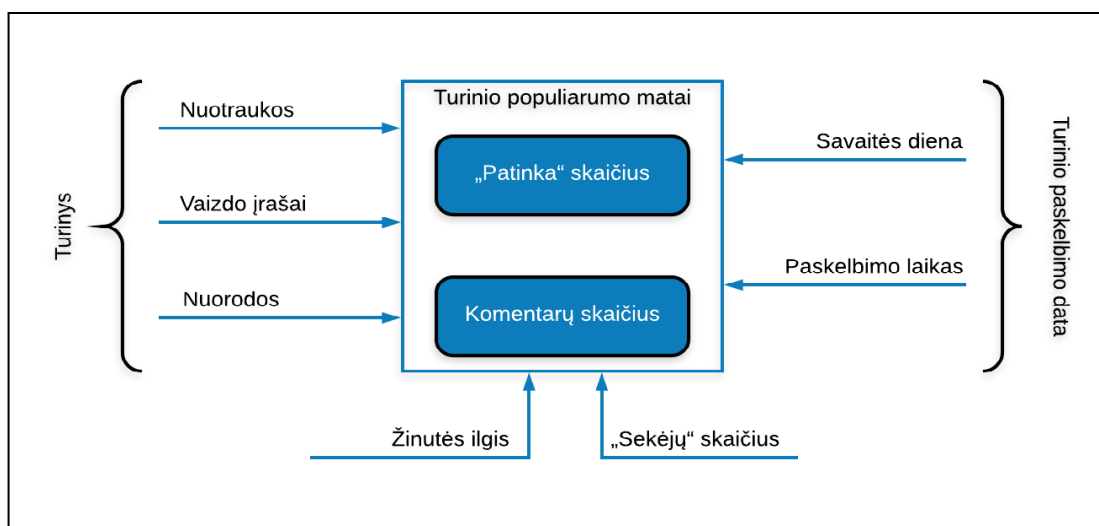 Turinys
Nuotraukos
Vaizdo įrašai
Nuorodos
Turinio populiarumo matai
„Patinka“ skaičius
Komentarų skaičius
Savaitės diena
Paskelbimo laikas
Turinio paskelbimo data
Žinutės ilgis
„Sekėjų“ skaičius